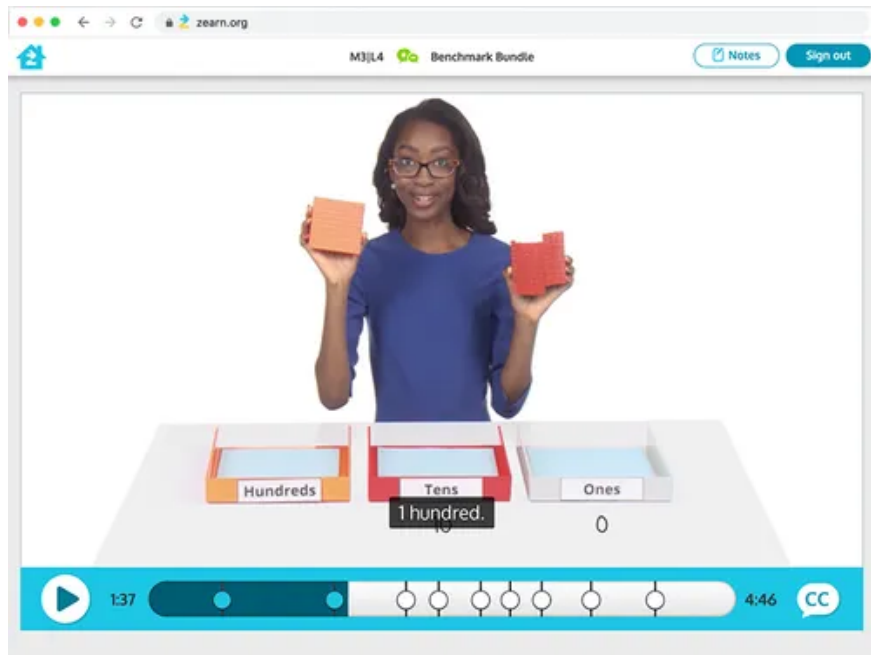 zearn.org
M3|L4 Benchmark Bundle
Notes
Sign out
Hundreds
Tens
Ones
1 hundred.
10
0
1:37
4:46
CC